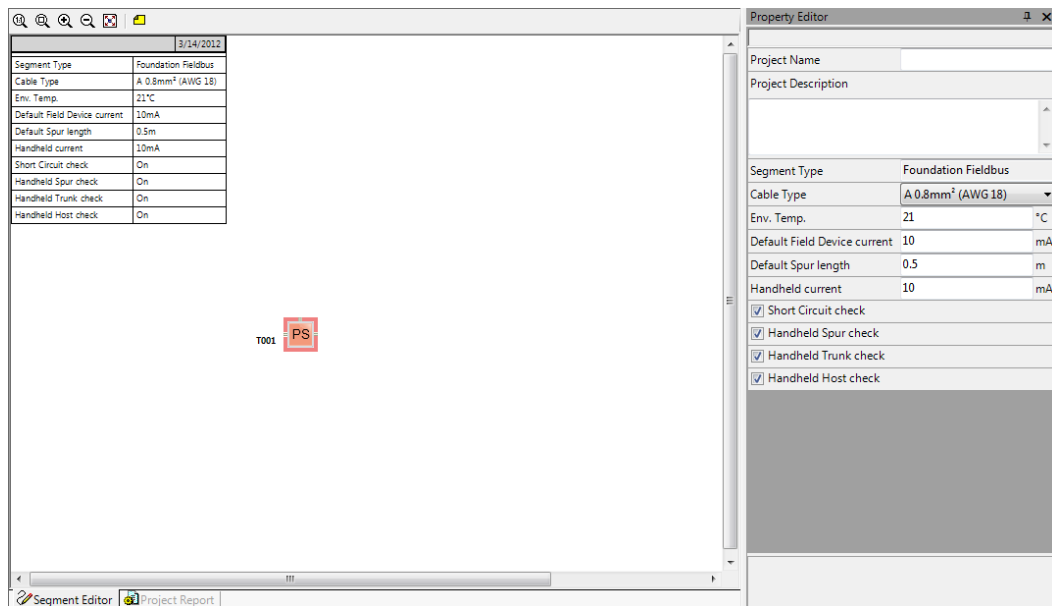 Property Editor
3/14/2012
Segment Type Foundation Fieldbus
Cable Type A 0.8mm² (AWG 18)
Env. Temp. 21°C
Default Field Device current 10mA
Default Spur length 0.5m
Handheld current 10mA
Short Circuit check On
Handheld Spur check On
Handheld Trunk check On
Handheld Host check On
T001 PS
Segment Editor Project Report
Project Name
Project Description
Segment Type Foundation Fieldbus
Cable Type A 0.8mm² (AWG 18)
Env. Temp. 21 °C
Default Field Device current 10 mA
Default Spur length 0.5 m
Handheld current 10 mA
Short Circuit check
Handheld Spur check
Handheld Trunk check
Handheld Host check